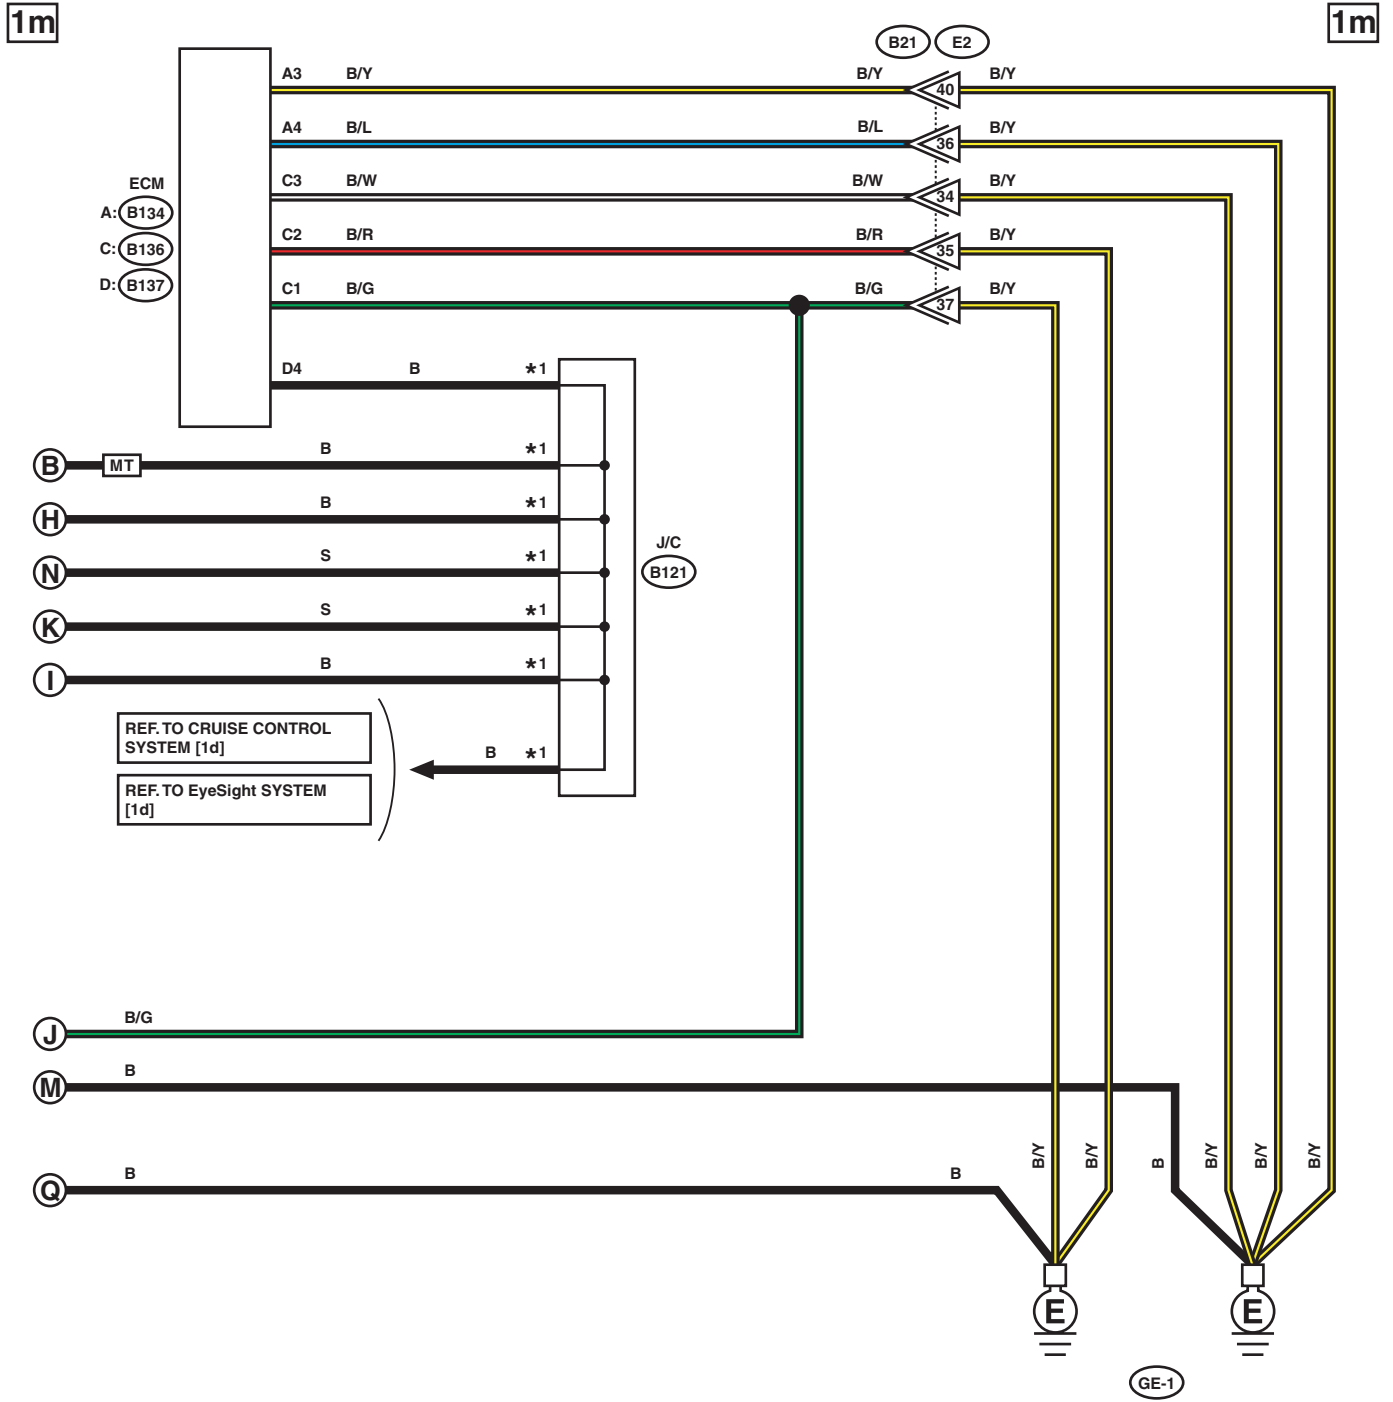 1m
1m
B21
E2
A3 B/Y B/Y 40 B/Y
A4 B/L B/L 36 B/Y
C3 B/W B/W 34 B/Y
C2 B/R B/R 35 B/Y
C1 B/G B/G 37 B/Y
ECM
A: B134
C: B136
D: B137
D4 B *1
B MT B *1
H B *1
N S *1
K S *1
I B *1
J/C
B121
REF. TO CRUISE CONTROL
SYSTEM [1d]
B *1
REF. TO EyeSight SYSTEM
[1d]
J B/G
M B
B/Y
B/Y
B
B/Y
B/Y
B/Y
Q B B
E
E
GE-1